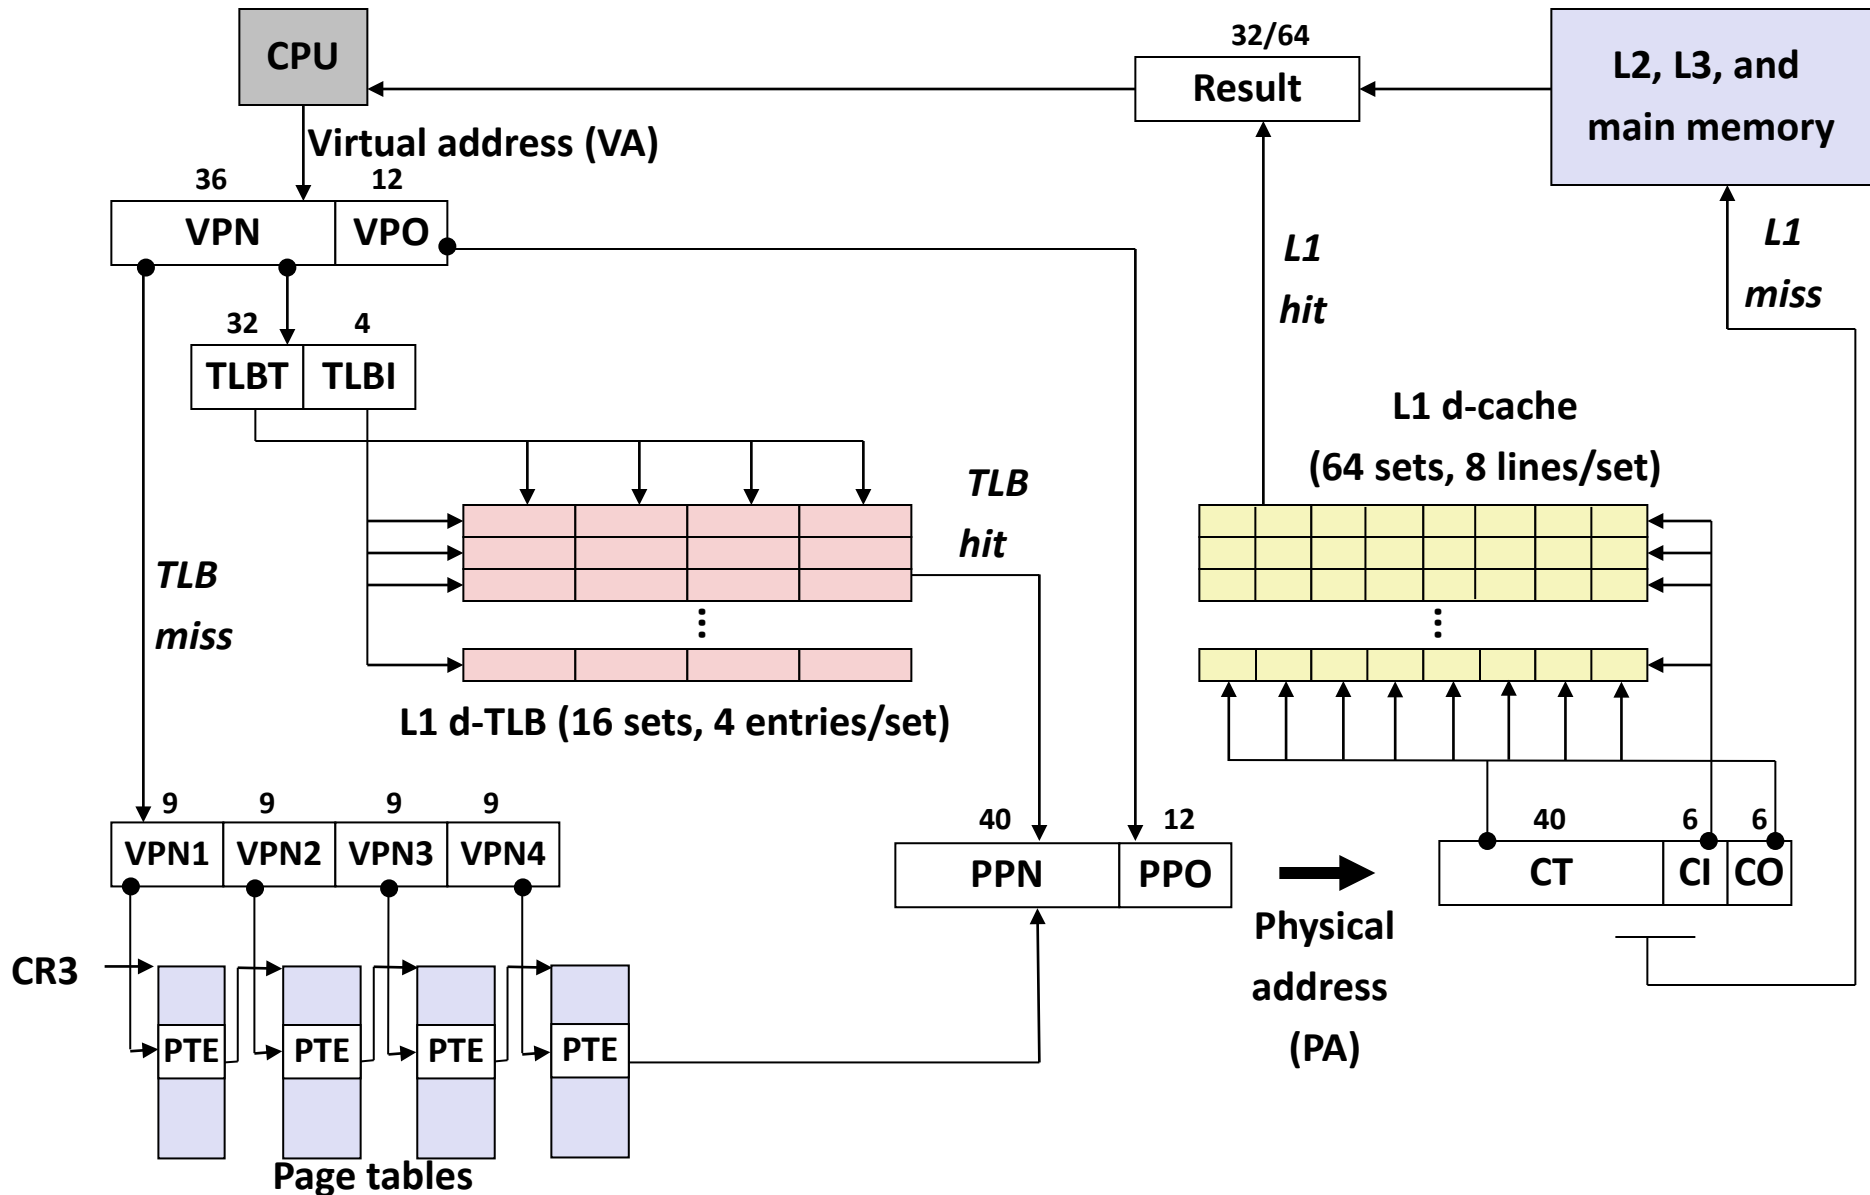 CPU
32/64
Result
L2, L3, and
main memory
Virtual address (VA)
36
12
VPN
VPO
L1
hit
L1
miss
32
4
TLBT
TLBI
L1 d-cache
(64 sets, 8 lines/set)
TLB
hit
TLB
miss
...
...
L1 d-TLB (16 sets, 4 entries/set)
9
9
9
9
VPN1
VPN2
VPN3
VPN4
40
12
PPN
PPO
40
6
6
CT
CI
CO
Physical
address
(PA)
CR3
PTE
PTE
PTE
PTE
Page tables